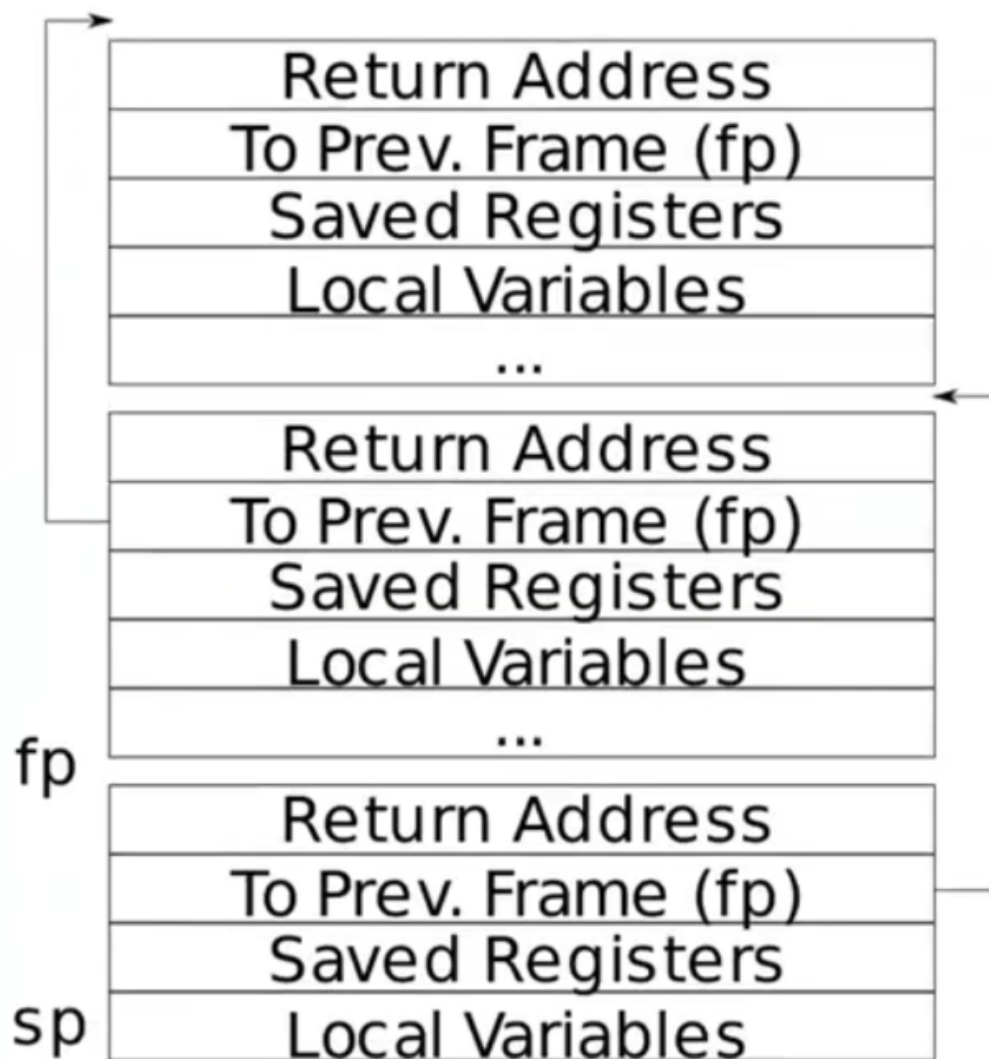 Return Address
To Prev. Frame (fp)
Saved Registers
Local Variables
...
Return Address
To Prev. Frame (fp)
Saved Registers
Local Variables
...
fp
Return Address
To Prev. Frame (fp)
Saved Registers
sp
Local Variables